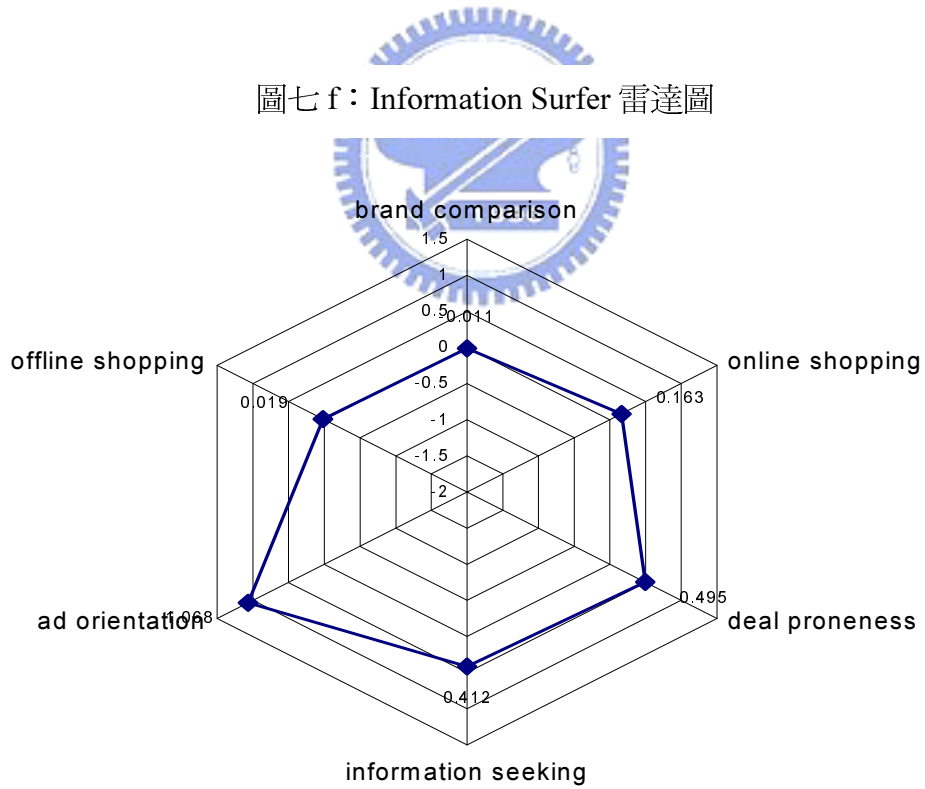 圖七 f：Information Surfer 雷達圖
brand comparison
1.5
1
0.5
-0.011
0
-0.5
-1
-1.5
-2
offline shopping
0.019
online shopping
0.163
ad orientation
1.068
deal proneness
0.495
0.412
information seeking